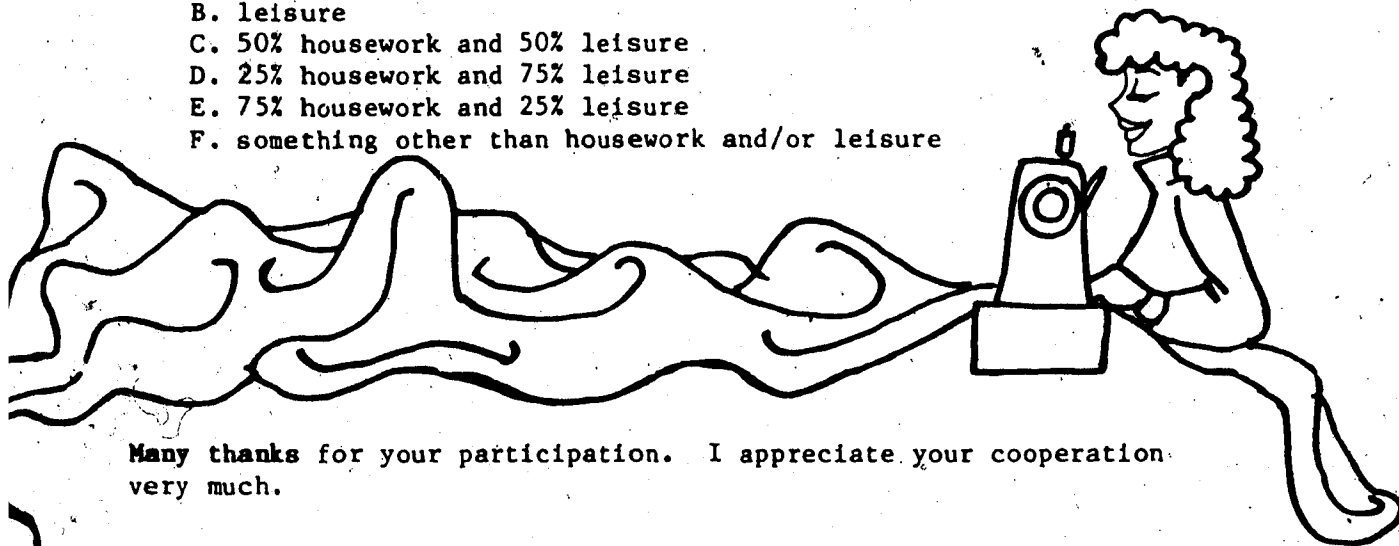 B. leisure
C. 50% housework and 50% leisure
D. 25% housework and 75% leisure
E. 75% housework and 25% leisure
F. something other than housework and/or leisure
Many thanks for your participation. I appreciate your cooperation
very much.